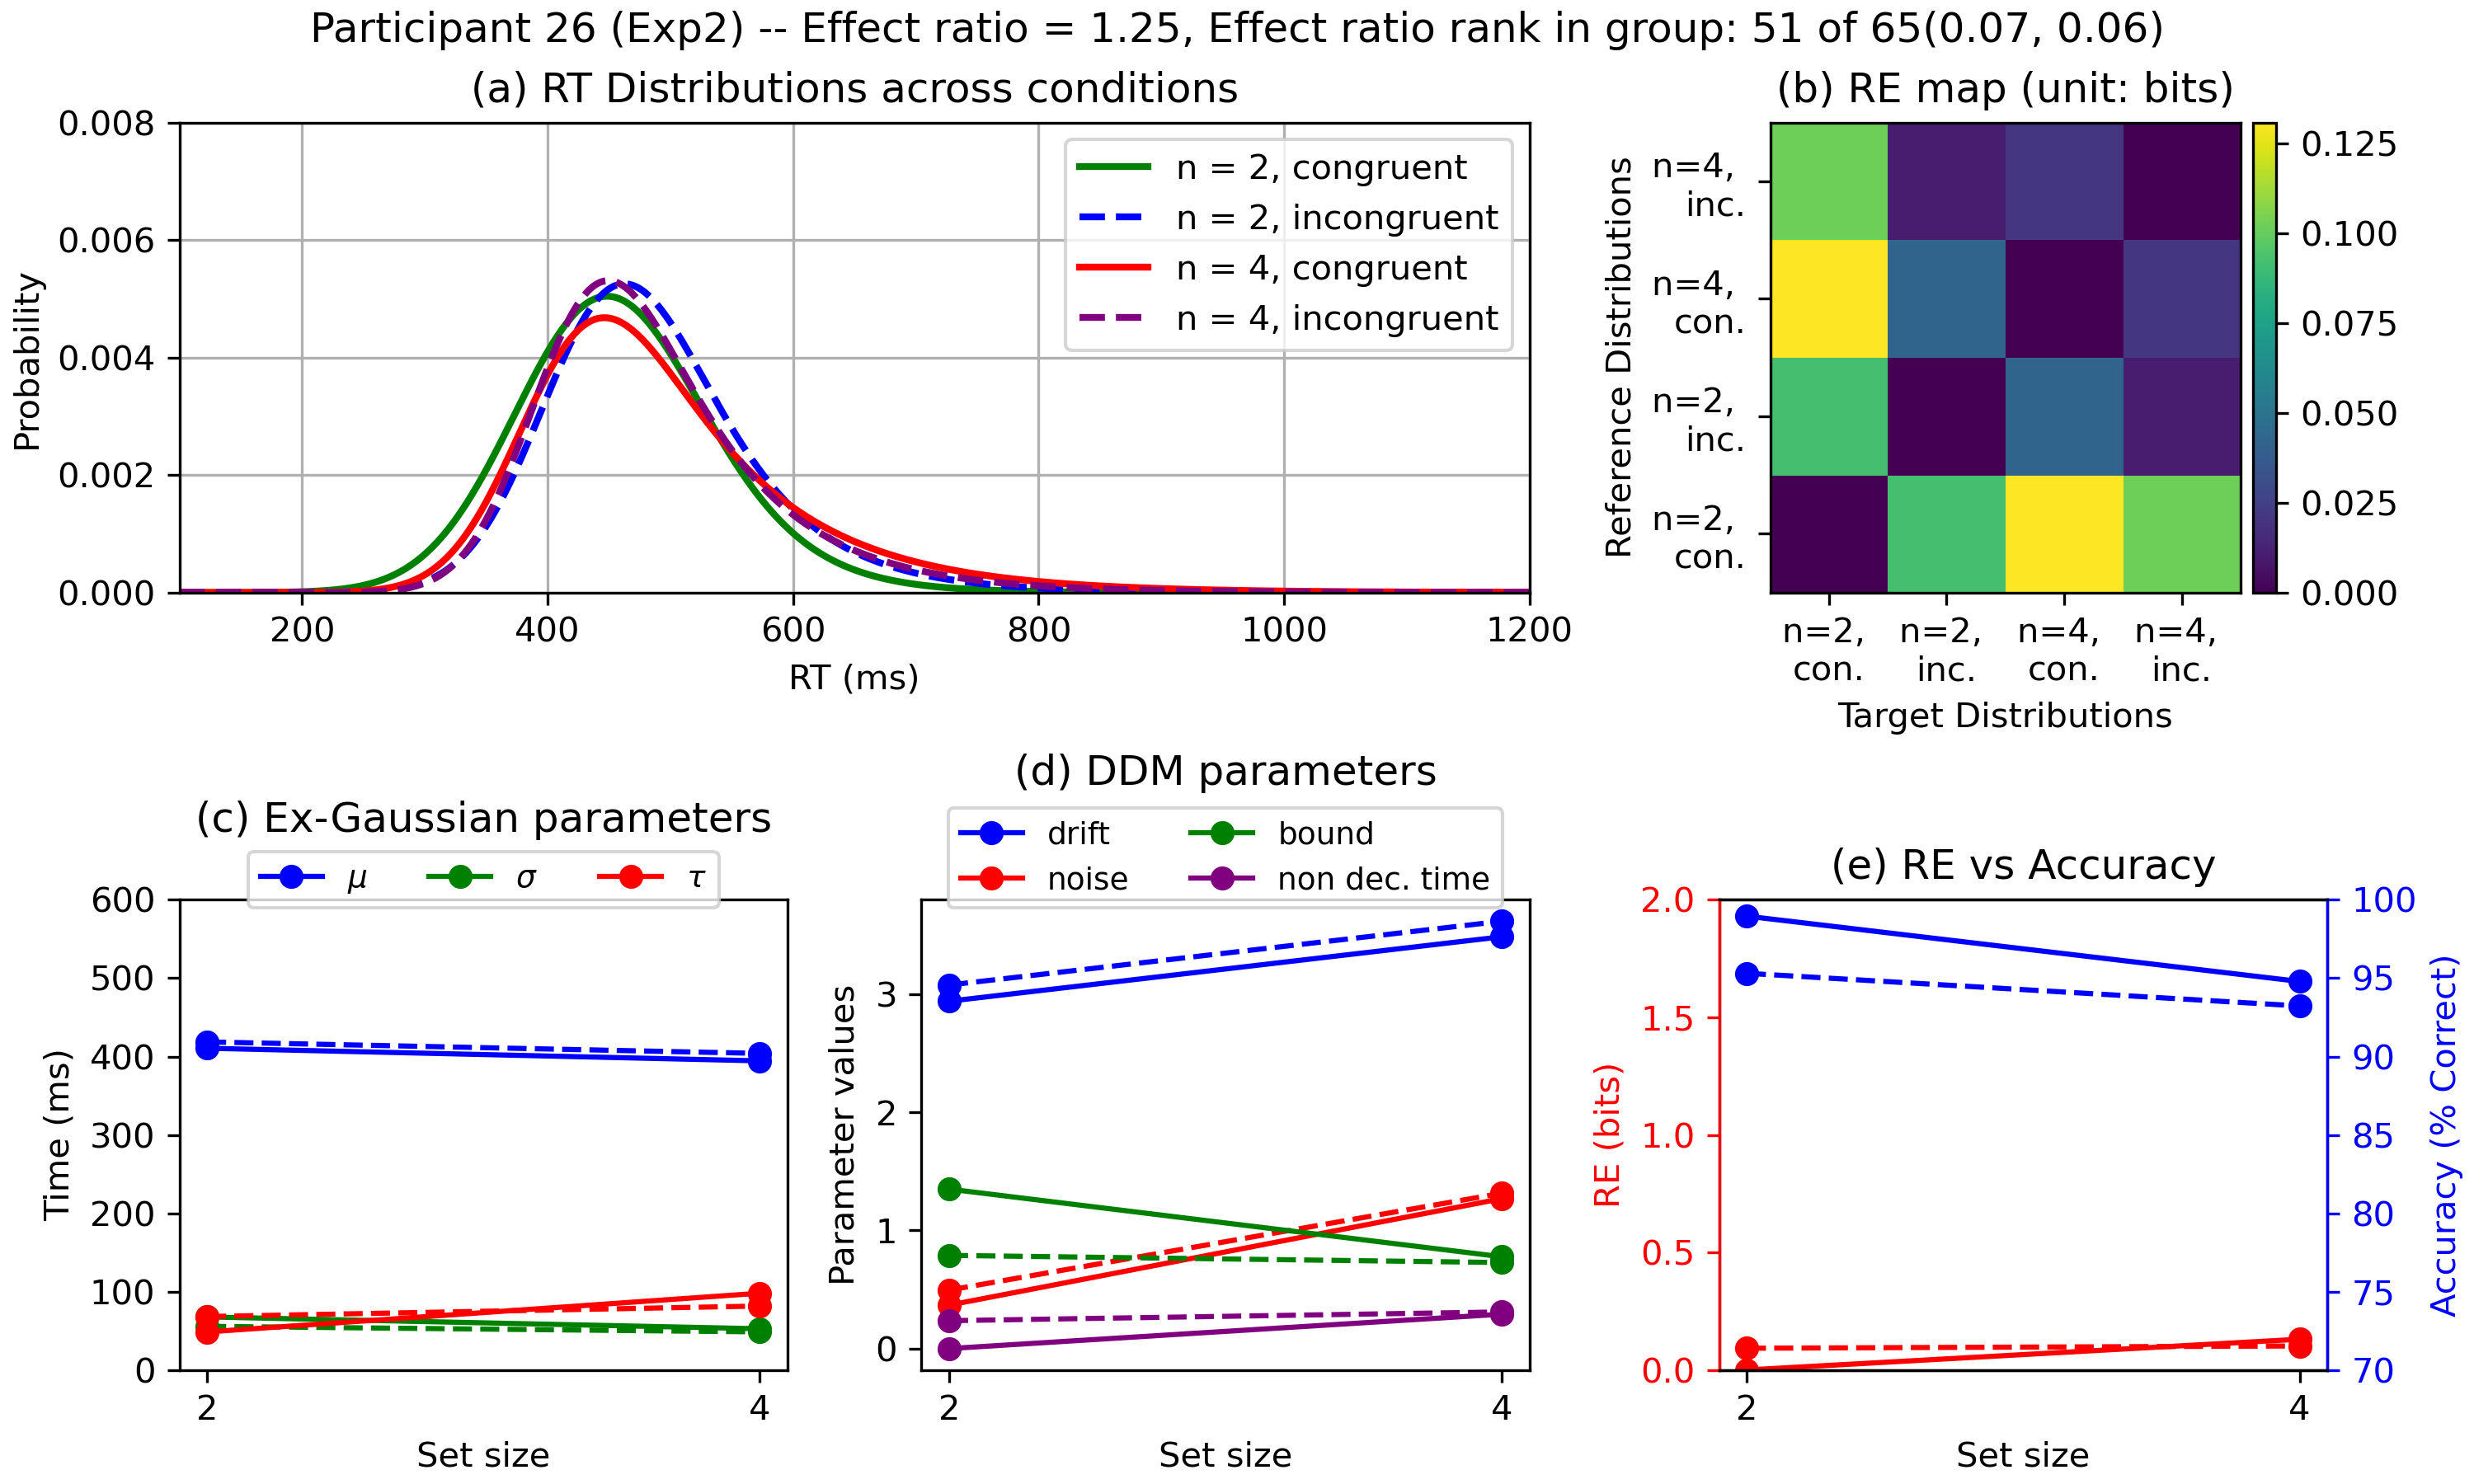 Participant 26 (Exp2) -- Effect ratio = 1.25, Effect ratio rank in group: 51 of 65(0.07, 0.06)
(a) RT Distributions across conditions
0.008
0.006
0.004
0.002
0.000
Probability
200
400
600
800
1000
1200
RT (ms)
n = 2, congruent
n = 2, incongruent
n = 4, congruent
n = 4, incongruent
(b) RE map (unit: bits)
Reference Distributions
n=4,
inc.
n=4,
con.
n=2,
inc.
n=2,
con.
n=2,
con.
n=2,
inc.
n=4,
con.
n=4,
inc.
Target Distributions
0.125
0.100
0.075
0.050
0.025
0.000
(c) Ex-Gaussian parameters
μ
σ
τ
600
500
400
300
200
100
0
Time (ms)
2
4
Set size
(d) DDM parameters
drift
noise
bound
non dec. time
3
2
1
0
Parameter values
2
4
Set size
(e) RE vs Accuracy
2.0
1.5
1.0
0.5
0.0
RE (bits)
100
95
90
85
80
75
70
Accuracy (% Correct)
2
4
Set size